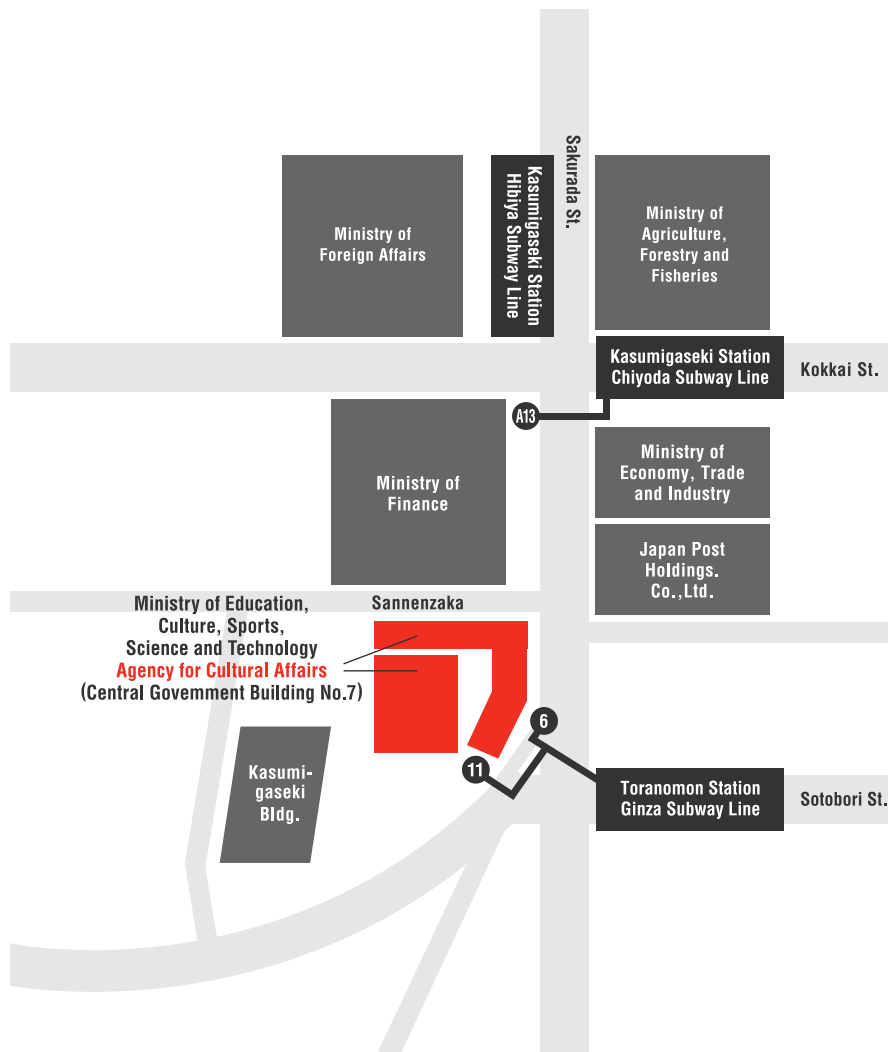 Sakurada St.
Ministry of
Foreign Affairs
Kasumigaseki Station
Hibiya Subway Line
Ministry of
Agriculture,
Forestry and
Fisheries
Kasumigaseki Station
Chiyoda Subway Line
Kokkai St.
A13
Ministry of
Finance
Ministry of
Economy, Trade
and Industry
Japan Post
Holdings.
Co.,Ltd.
Sannenzaka
Ministry of Education,
Culture, Sports,
Science and Technology
Agency for Cultural Affairs
(Central Govemment Building No.7)
6
11
Kasumi-
gaseki
Bldg.
Toranomon Station
Ginza Subway Line
Sotobori St.